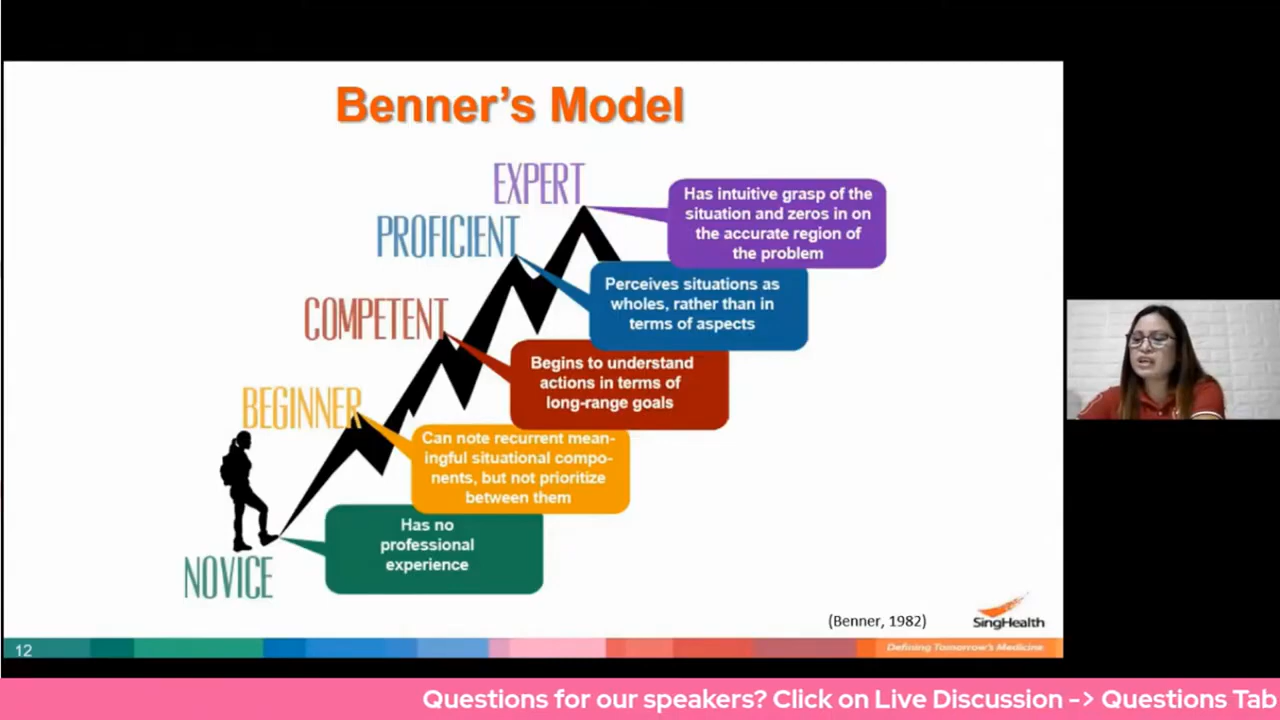 Benner's Model
EXPERT
Has intuitive grasp of the
situation and zeros in on
the accurate region of
the problem
PROFICIENT
Perceives situations as
wholes, rather than in
terms of aspects
COMPETENT
Begins to understand
actions in terms of
long-range goals
BEGINNER
Can note recurrent mean-
ingful situational compo-
nents, but not prioritize
between them
Has no
professional
experience
NOVICE
(Benner, 1982)
SingHealth
12
Defining Tomorrow's Medicine
Questions for our speakers? Click on Live Discussion -> Questions Tab